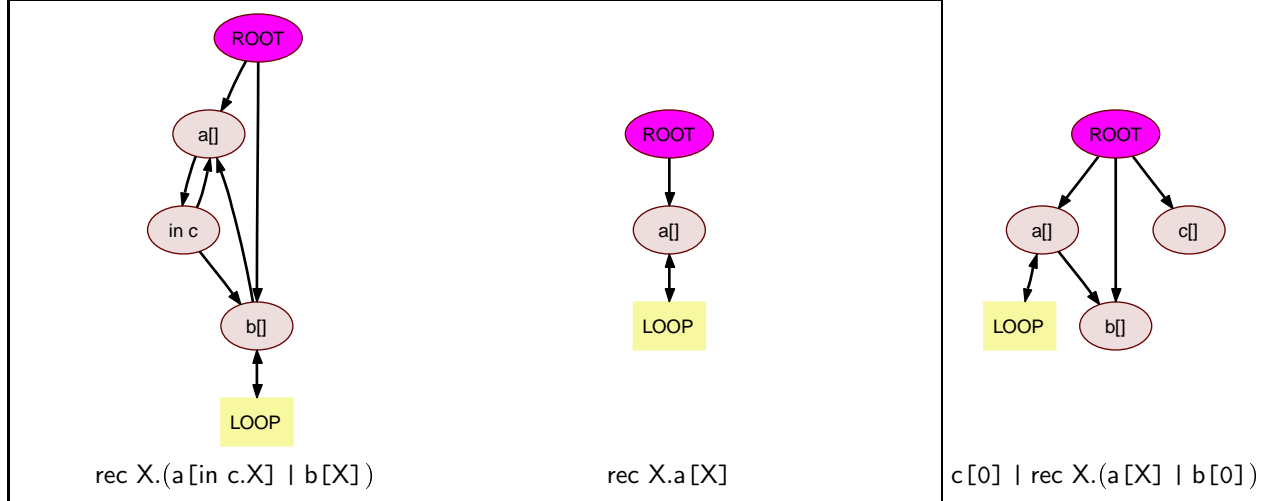 ROOT
a[]
in c
b[]
LOOP
rec X.(a[in c.X] | b[X])
ROOT
a[]
LOOP
rec X.a[X]
ROOT
a[]
c[]
LOOP
b[]
c[0] | rec X.(a[X] | b[0])